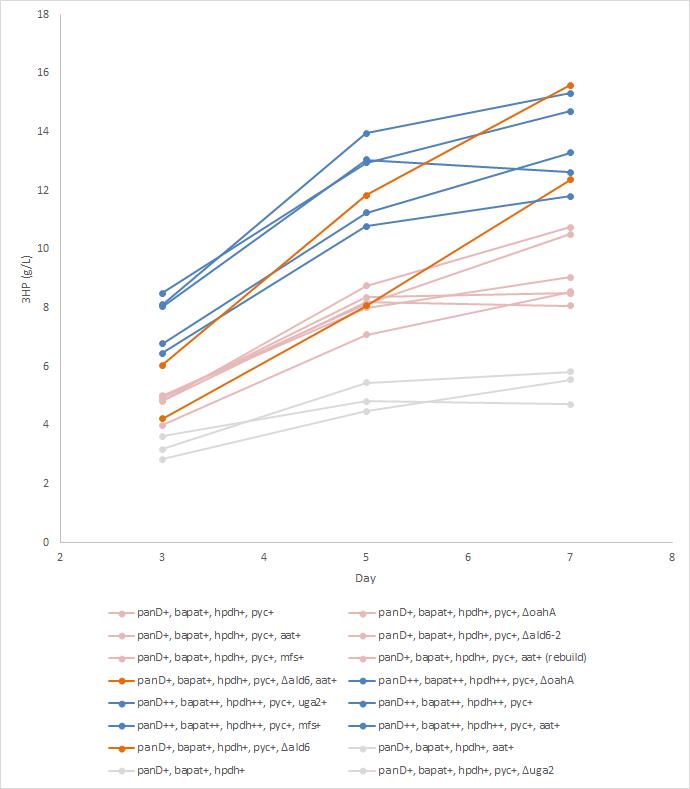 18
16
14
12
10
8
6
4
2
0
3HP (g/L)
2 3 4 5 6 7 8
Day
panD+, bapat+, hpdh+, pyc+ panD+, bapat+, hpdh+, pyc+, ΔoahA
panD+, bapat+, hpdh+, pyc+, aat+ panD+, bapat+, hpdh+, pyc+, Δald6-2
panD+, bapat+, hpdh+, pyc+, mfs+ panD+, bapat+, hpdh+, pyc+, aat+ (rebuild)
panD+, bapat+, hpdh+, pyc+, Δald6, aat+ panD++, bapat++, hpdh++, pyc+, ΔoahA
panD++, bapat++, hpdh++, pyc+, uga2+ panD++, bapat++, hpdh++, pyc+
panD++, bapat++, hpdh++, pyc+, mfs+ panD++, bapat++, hpdh++, pyc+, aat+
panD+, bapat+, hpdh+, pyc+, Δald6 panD+, bapat+, hpdh+, aat+
panD+, bapat+, hpdh+ panD+, bapat+, hpdh+, pyc+, Δuga2